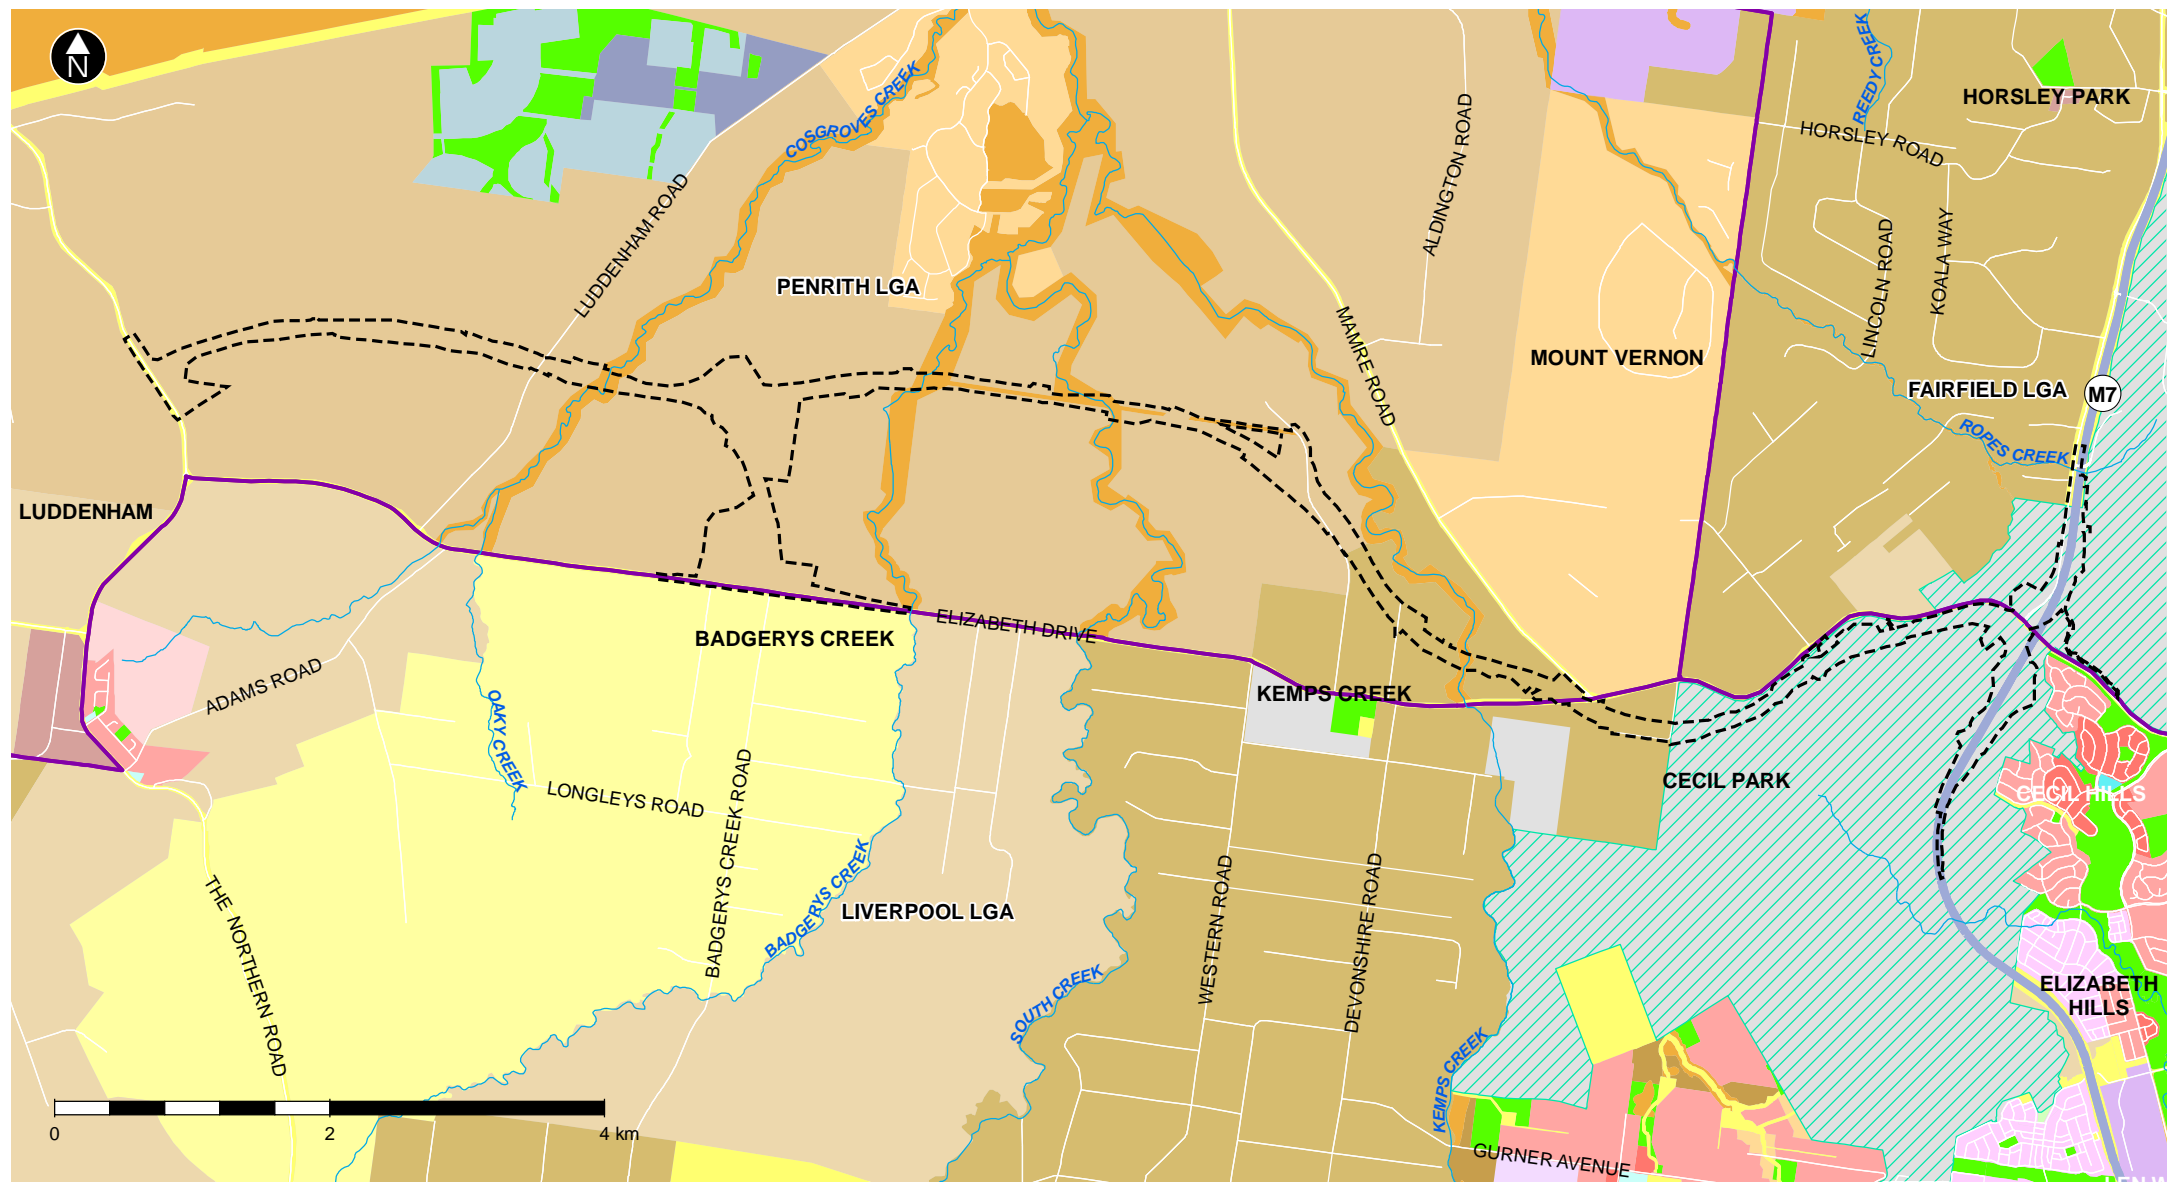 N
REEDY CREEK
HORSLEY PARK
COSGROVES CREEK
HORSLEY ROAD
ALDINGTON ROAD
LUDDENHAM ROAD
KOALA WAY
LINCOLN ROAD
PENRITH LGA
MAMRE ROAD
MOUNT VERNON
FAIRFIELD LGA
M7
ROPES CREEK
LUDDENHAM
ELIZABETH DRIVE
BADGERYS CREEK
ADAMS ROAD
KEMPS CREEK
OAKY CREEK
CECIL PARK
CECIL HILLS
LONGLEYS ROAD
BADGERYS CREEK ROAD
BADGERYS CREEK
THE NORTHERN ROAD
LIVERPOOL LGA
WESTERN ROAD
DEVONSHIRE ROAD
SOUTH CREEK
ELIZABETH
HILLS
KEMPS CREEK
0 2 4 km
GURNER AVENUE